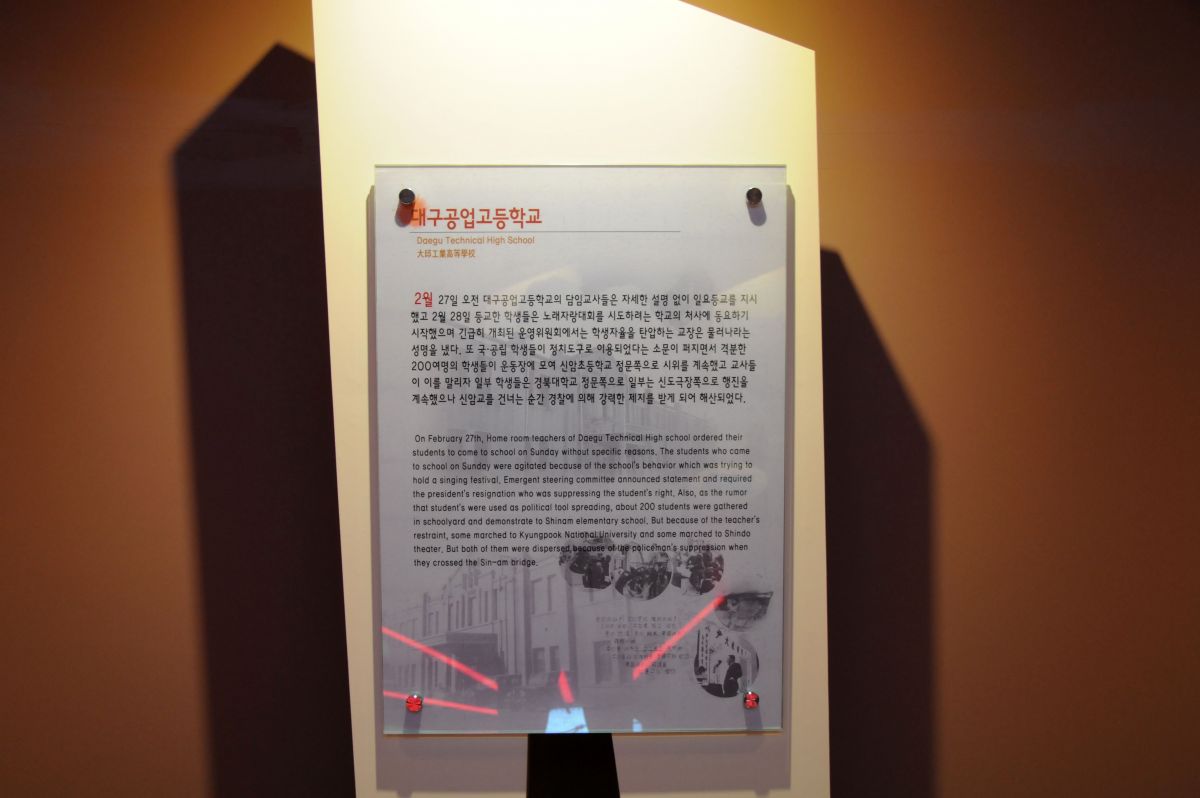 대구공업고등학교
Daegu Technical High School
大邱工業高等學校
2월 27일 오전 대구공업고등학교의 담임교사들은 자세한 설명 없이 일요등교를 지시
했고 2월 28일 등교한 학생들은 노래자랑대회를 시도하려는 학교의 처사에 동요하기
시작했으며 긴급히 개최된 운영위원회에서는 학생자율을 탄압하는 교장은 물러나라는
성명을 냈다. 또 국·공립 학생들이 정치도구로 이용되었다는 소문이 퍼지면서 격분한
200여명의 학생들이 운동장에 모여 신암초등학교 정문쪽으로 시위를 계속했고 교사들
이 이를 말리자 일부 학생들은 경북대학교 정문쪽으로 일부는 신도극장쪽으로 행진을
계속했으나 신암교를 건너는 순간 경찰에 의해 강력한 제지를 받게 되어 해산되었다.
On February 27th, Home room teachers of Daegu Technical High school ordered their
students to come to school on Sunday without specific reasons. The students who came
to school on Sunday were agitated because of the school's behavior which was trying to
hold a singing festival. Emergent steering committee announced statement and required
the president's resignation who was suppressing the student's right. Also, as the rumor
that student's were used as political tool spreading, about 200 students were gathered
in schoolyard and demonstrate to Shinam elementary school. But because of the teacher's
restraint, some marched to Kyungpook National University and some marched to Shindo
theater. But both of them were dispersed because of the policeman's suppression when
they crossed the Sin-am bridge.